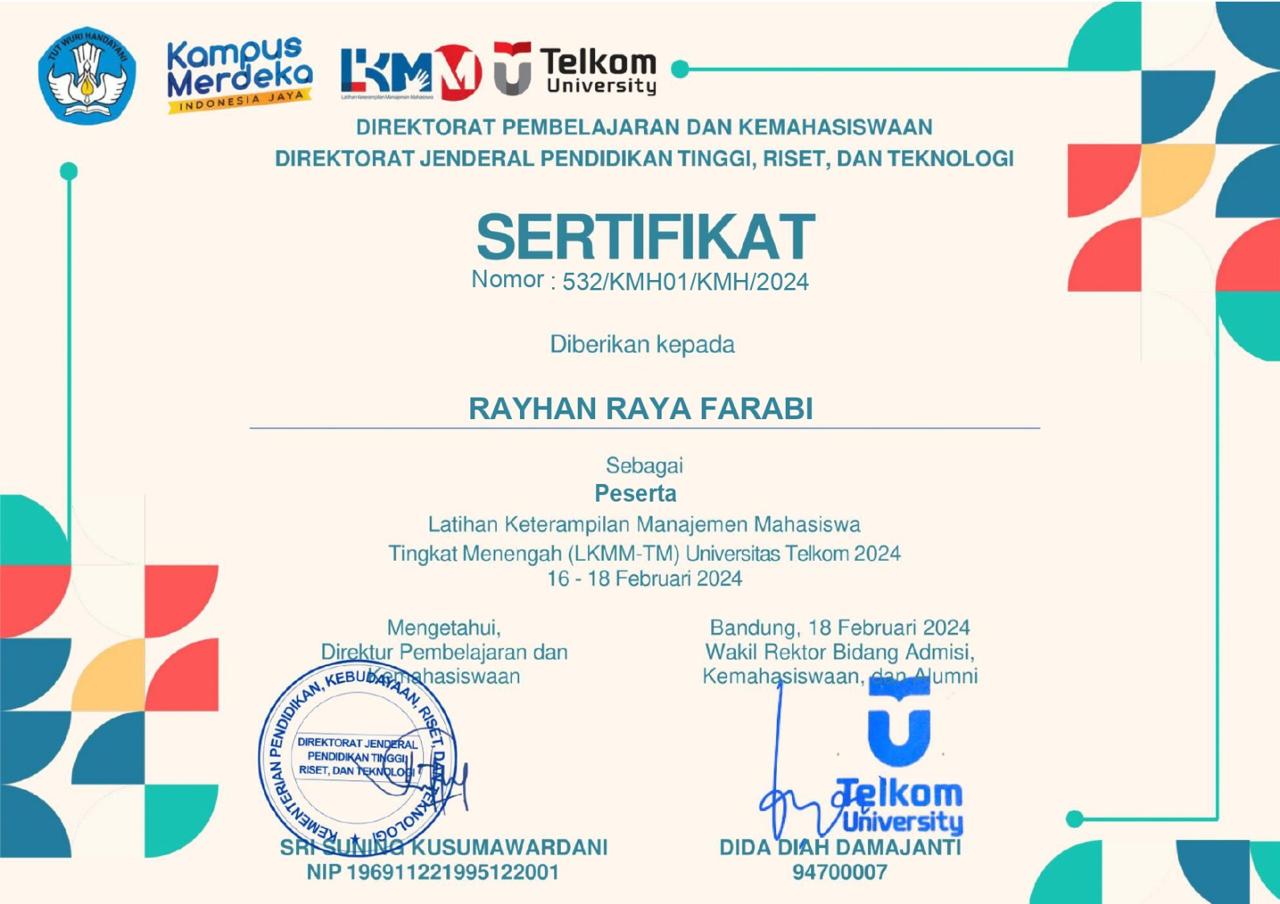 TUT WURI HANDAYANI
Kampus
Merdeka
INDONESIA JAYA
LKMM M
Latihan Keterampilan Manajemen Mahasiswa
Telkom
University
DIREKTORAT PEMBELAJARAN DAN KEMAHASISWAAN
DIREKTORAT JENDERAL PENDIDIKAN TINGGI, RISET, DAN TEKNOLOGI
SERTIFIKAT
Nomor : 532/KMH01/KMH/2024
Diberikan kepada
RAYHAN RAYA FARABI
Sebagai
Peserta
Latihan Keterampilan Manajemen Mahasiswa
Tingkat Menengah (LKMM-TM) Universitas Telkom 2024
16 - 18 Februari 2024
Mengetahui,
Direktur Pembelajaran dan
Kemahasiswaan
KEMENTERIAN PENDIDIKAN, KEBUDAYAAN, RISET, DAN TEKNOLOGI
DIREKTORAT JENDERAL
PENDIDIKAN TINGGI,
RISET, DAN TEKNOLOGI
SRI SUNING KUSUMAWARDANI
NIP 196911221995122001
Bandung, 18 Februari 2024
Wakil Rektor Bidang Admisi,
Kemahasiswaan, dan Alumni
Telkom
University
DIDA DIAH DAMAJANTI
94700007